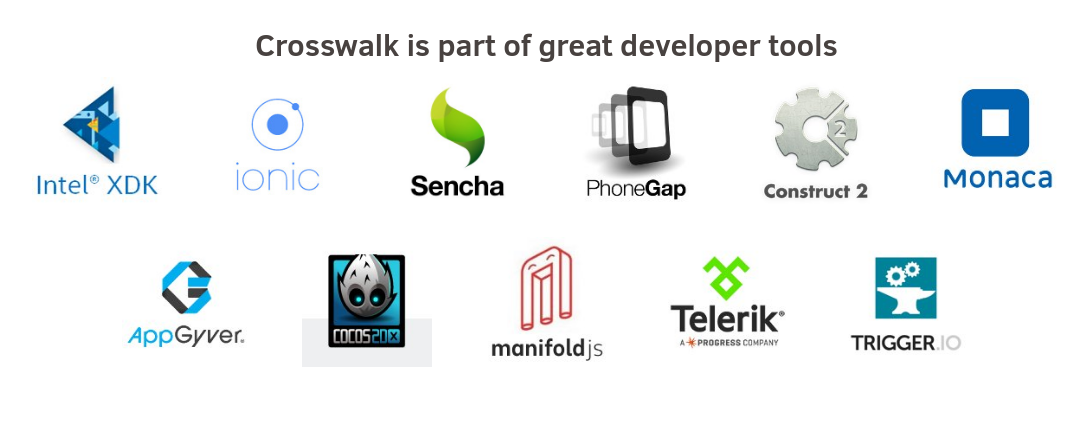 Crosswalk is part of great developer tools
Intel® XDK
ionic
Sencha
PhoneGap
2
Construct 2
Monaca
AppGyver.
COCOS2DX
manifoldjs
Telerik®
A PROGRESS COMPANY
TRIGGER.IO